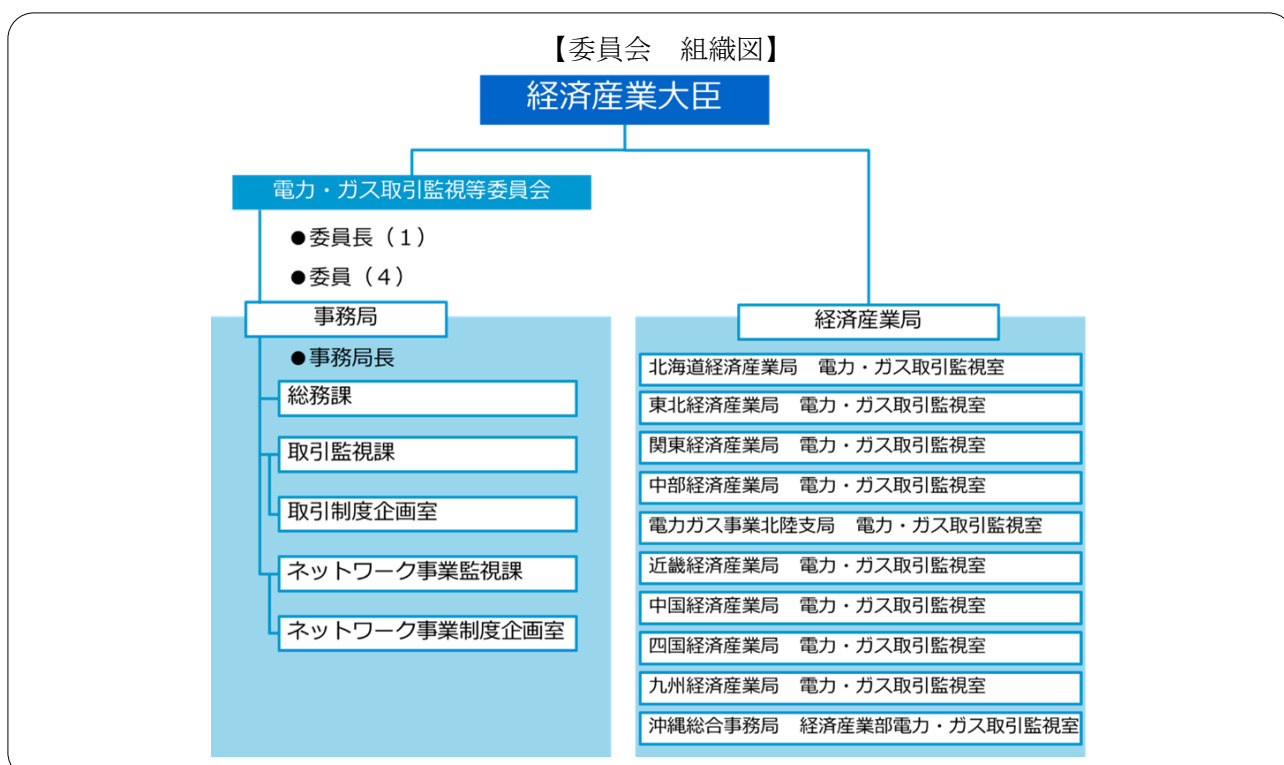 【委員会　組織図】
経済産業大臣
電力・ガス取引監視等委員会
●委員長（１）
●委員（４）
事務局
●事務局長
総務課
取引監視課
取引制度企画室
ネットワーク事業監視課
ネットワーク事業制度企画室
経済産業局
北海道経済産業局　電力・ガス取引監視室
東北経済産業局　電力・ガス取引監視室
関東経済産業局　電力・ガス取引監視室
中部経済産業局　電力・ガス取引監視室
電力ガス事業北陸支局　電力・ガス取引監視室
近畿経済産業局　電力・ガス取引監視室
中国経済産業局　電力・ガス取引監視室
四国経済産業局　電力・ガス取引監視室
九州経済産業局　電力・ガス取引監視室
沖縄総合事務局　経済産業部電力・ガス取引監視室